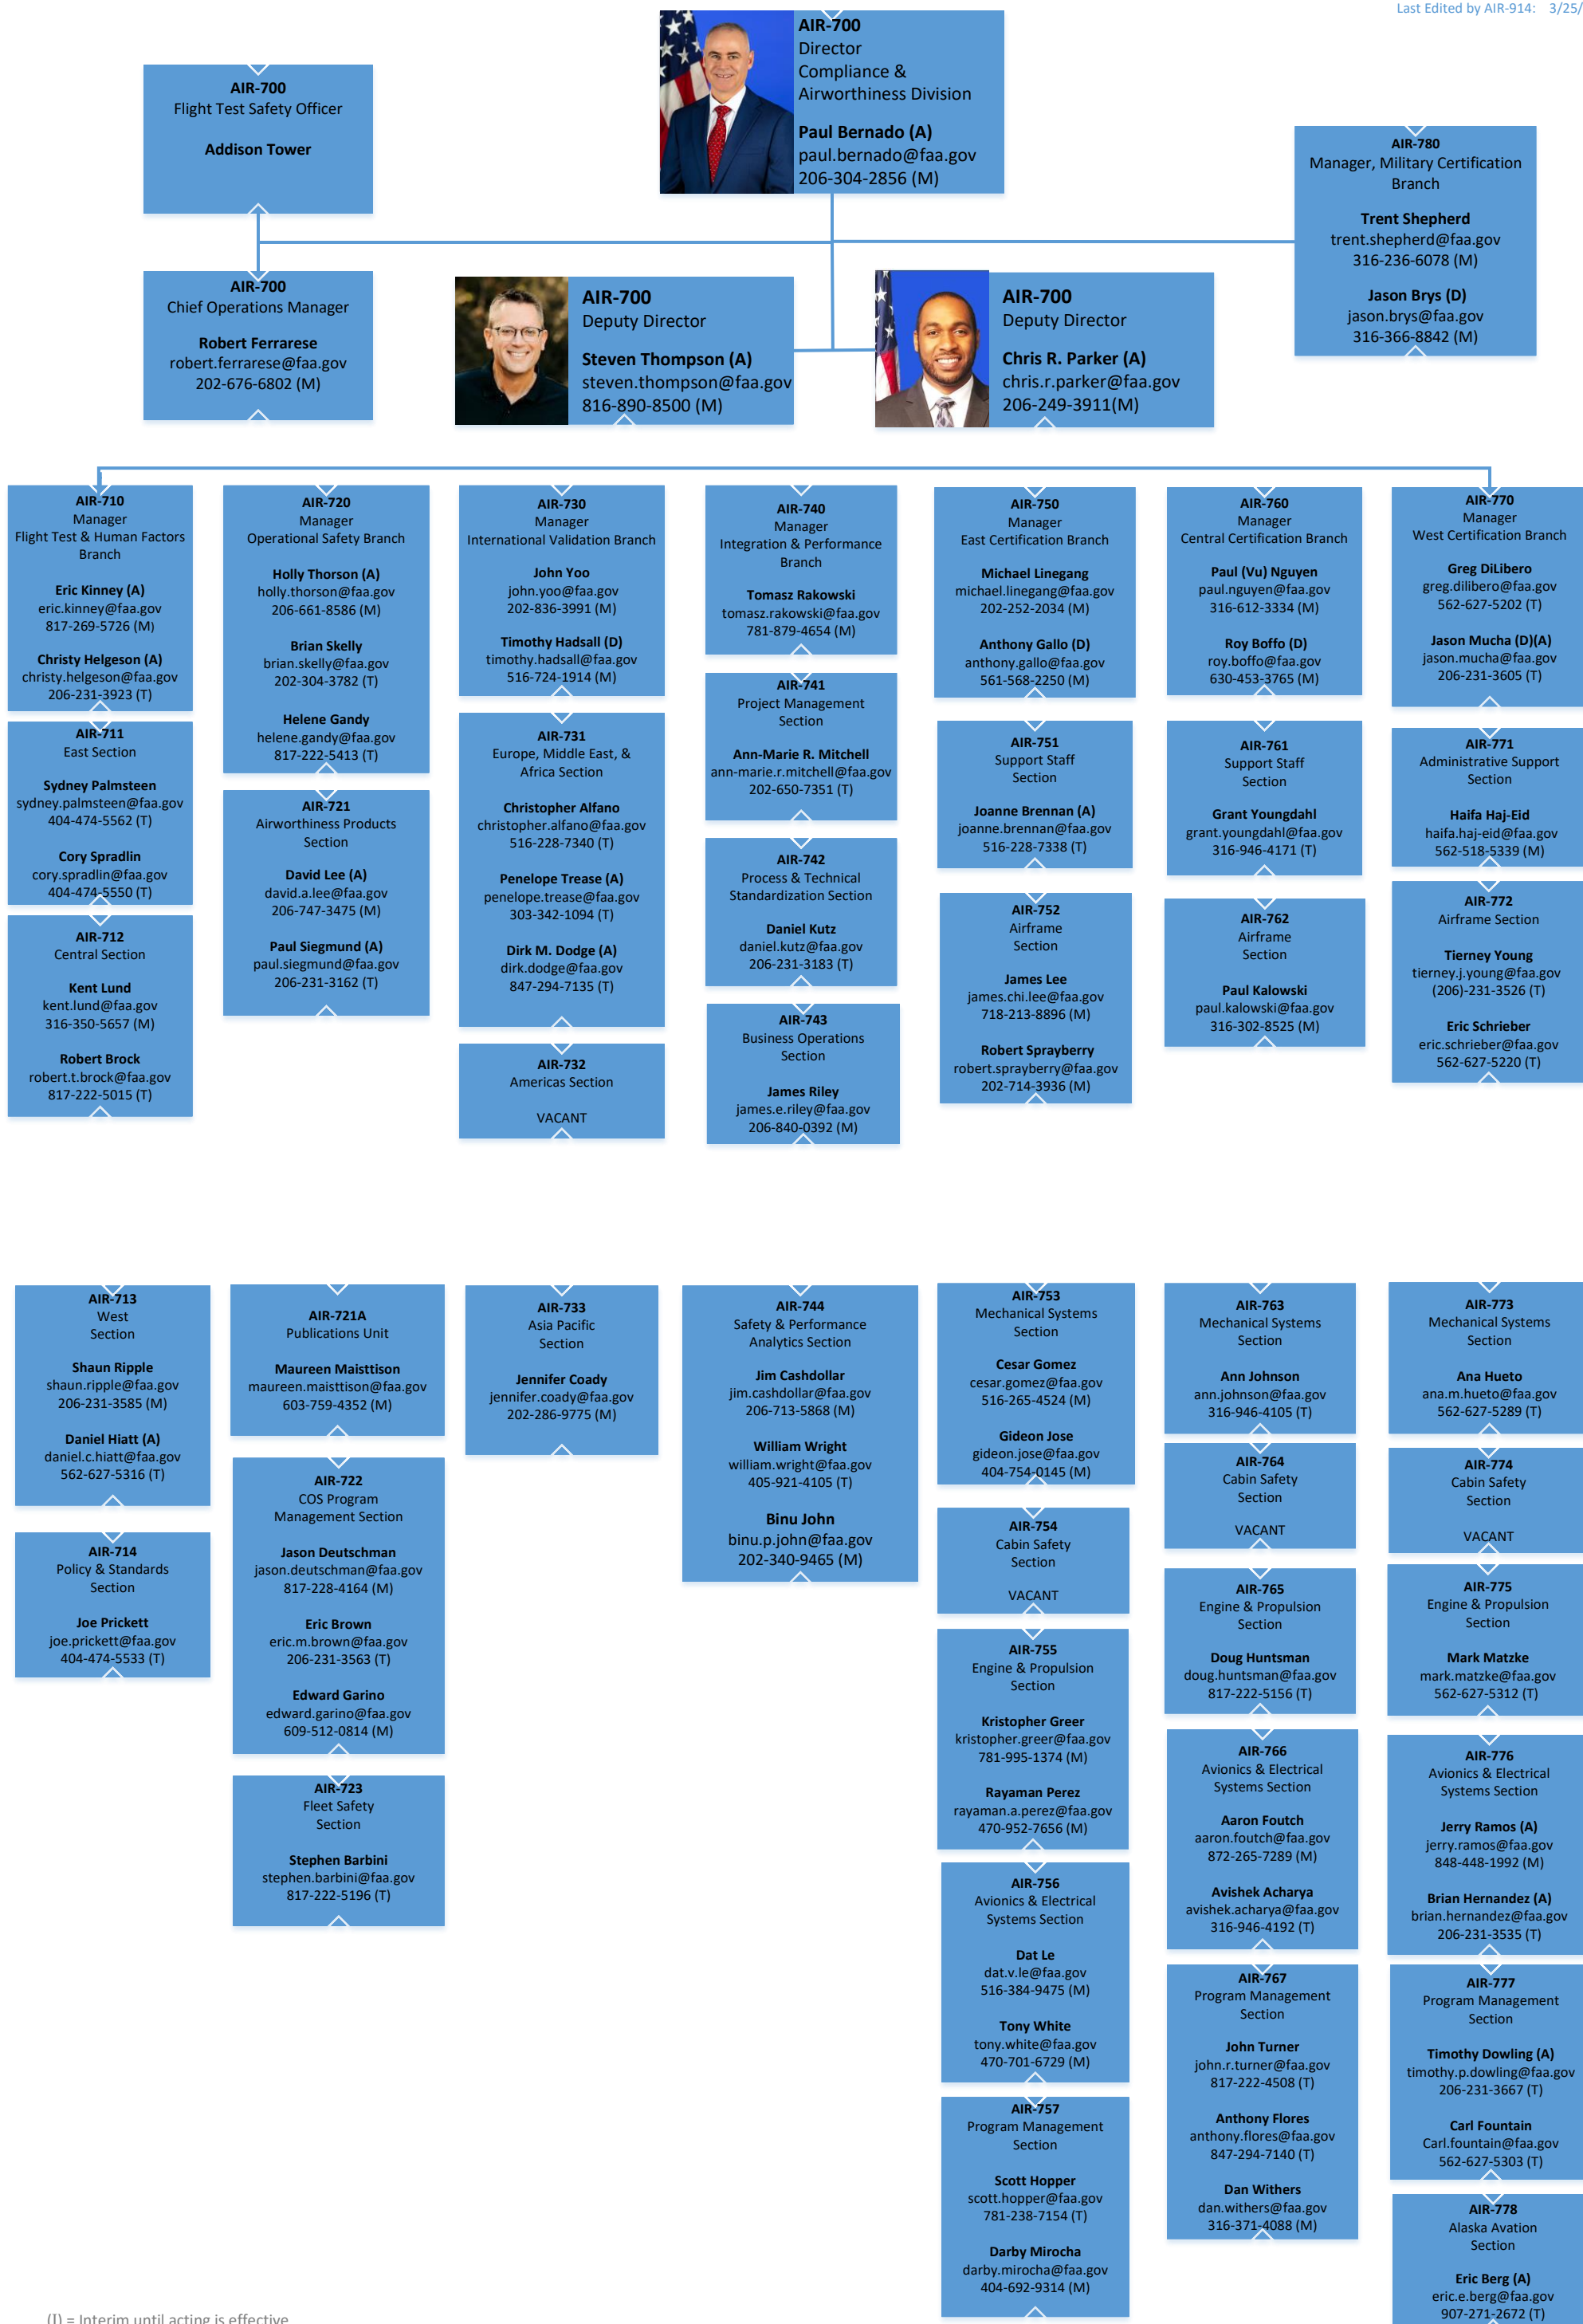 Last Edited by AIR-914: 3/25/
AIR-700
Director
Compliance &
Airworthiness Division
Paul Bernado (A)
paul.bernado@faa.gov
206-304-2856 (M)
AIR-700
Flight Test Safety Officer
Addison Tower
AIR-780
Manager, Military Certification
Branch
Trent Shepherd
trent.shepherd@faa.gov
316-236-6078 (M)
Jason Brys (D)
jason.brys@faa.gov
316-366-8842 (M)
AIR-700
Chief Operations Manager
Robert Ferrarese
robert.ferrarese@faa.gov
202-676-6802 (M)
AIR-700
Deputy Director
Steven Thompson (A)
steven.thompson@faa.gov
816-890-8500 (M)
AIR-700
Deputy Director
Chris R. Parker (A)
chris.r.parker@faa.gov
206-249-3911(M)
AIR-710
Manager
Flight Test & Human Factors
Branch
Eric Kinney (A)
eric.kinney@faa.gov
817-269-5726 (M)
Christy Helgeson (A)
christy.helgeson@faa.gov
206-231-3923 (T)
AIR-711
East Section
Sydney Palmsteen
sydney.palmsteen@faa.gov
404-474-5562 (T)
Cory Spradlin
cory.spradlin@faa.gov
404-474-5550 (T)
AIR-712
Central Section
Kent Lund
kent.lund@faa.gov
316-350-5657 (M)
Robert Brock
robert.t.brock@faa.gov
817-222-5015 (T)
AIR-720
Manager
Operational Safety Branch
Holly Thorson (A)
holly.thorson@faa.gov
206-661-8586 (M)
Brian Skelly
brian.skelly@faa.gov
202-304-3782 (T)
Helene Gandy
helene.gandy@faa.gov
817-222-5413 (T)
AIR-721
Airworthiness Products
Section
David Lee (A)
david.a.lee@faa.gov
206-747-3475 (M)
Paul Siegmund (A)
paul.siegmund@faa.gov
206-231-3162 (T)
AIR-730
Manager
International Validation Branch
John Yoo
john.yoo@faa.gov
202-836-3991 (M)
Timothy Hadsall (D)
timothy.hadsall@faa.gov
516-724-1914 (M)
AIR-731
Europe, Middle East, &
Africa Section
Christopher Alfano
christopher.alfano@faa.gov
516-228-7340 (T)
Penelope Trease (A)
penelope.trease@faa.gov
303-342-1094 (T)
Dirk M. Dodge (A)
dirk.dodge@faa.gov
847-294-7135 (T)
AIR-732
Americas Section
VACANT
AIR-740
Manager
Integration & Performance
Branch
Tomasz Rakowski
tomasz.rakowski@faa.gov
781-879-4654 (M)
AIR-741
Project Management
Section
Ann-Marie R. Mitchell
ann-marie.r.mitchell@faa.gov
202-650-7351 (T)
AIR-742
Process & Technical
Standardization Section
Daniel Kutz
daniel.kutz@faa.gov
206-231-3183 (T)
AIR-743
Business Operations
Section
James Riley
james.e.riley@faa.gov
206-840-0392 (M)
AIR-750
Manager
East Certification Branch
Michael Linegang
michael.linegang@faa.gov
202-252-2034 (M)
Anthony Gallo (D)
anthony.gallo@faa.gov
561-568-2250 (M)
AIR-751
Support Staff
Section
Joanne Brennan (A)
joanne.brennan@faa.gov
516-228-7338 (T)
AIR-752
Airframe
Section
James Lee
james.chi.lee@faa.gov
718-213-8896 (M)
Robert Sprayberry
robert.sprayberry@faa.gov
202-714-3936 (M)
AIR-760
Manager
Central Certification Branch
Paul (Vu) Nguyen
paul.nguyen@faa.gov
316-612-3334 (M)
Roy Boffo (D)
roy.boffo@faa.gov
630-453-3765 (M)
AIR-761
Support Staff
Section
Grant Youngdahl
grant.youngdahl@faa.gov
316-946-4171 (T)
AIR-762
Airframe
Section
Paul Kalowski
paul.kalowski@faa.gov
316-302-8525 (M)
AIR-770
Manager
West Certification Branch
Greg DiLibero
greg.dilibero@faa.gov
562-627-5202 (T)
Jason Mucha (D)(A)
jason.mucha@faa.gov
206-231-3605 (T)
AIR-771
Administrative Support
Section
Haifa Haj-Eid
haifa.haj-eid@faa.gov
562-518-5339 (M)
AIR-772
Airframe Section
Tierney Young
tierney.j.young@faa.gov
(206)-231-3526 (T)
Eric Schrieber
eric.schrieber@faa.gov
562-627-5220 (T)
AIR-713
West
Section
Shaun Ripple
shaun.ripple@faa.gov
206-231-3585 (M)
Daniel Hiatt (A)
daniel.c.hiatt@faa.gov
562-627-5316 (T)
AIR-714
Policy & Standards
Section
Joe Prickett
joe.prickett@faa.gov
404-474-5533 (T)
AIR-721A
Publications Unit
Maureen Maisttison
maureen.maisttison@faa.gov
603-759-4352 (M)
AIR-722
COS Program
Management Section
Jason Deutschman
jason.deutschman@faa.gov
817-228-4164 (M)
Eric Brown
eric.m.brown@faa.gov
206-231-3563 (T)
Edward Garino
edward.garino@faa.gov
609-512-0814 (M)
AIR-723
Fleet Safety
Section
Stephen Barbini
stephen.barbini@faa.gov
817-222-5196 (T)
AIR-733
Asia Pacific
Section
Jennifer Coady
jennifer.coady@faa.gov
202-286-9775 (M)
AIR-744
Safety & Performance
Analytics Section
Jim Cashdollar
jim.cashdollar@faa.gov
206-713-5868 (M)
William Wright
william.wright@faa.gov
405-921-4105 (T)
Binu John
binu.p.john@faa.gov
202-340-9465 (M)
AIR-753
Mechanical Systems
Section
Cesar Gomez
cesar.gomez@faa.gov
516-265-4524 (M)
Gideon Jose
gideon.jose@faa.gov
404-754-0145 (M)
AIR-754
Cabin Safety
Section
VACANT
AIR-755
Engine & Propulsion
Section
Kristopher Greer
kristopher.greer@faa.gov
781-995-1374 (M)
Rayaman Perez
rayaman.a.perez@faa.gov
470-952-7656 (M)
AIR-756
Avionics & Electrical
Systems Section
Dat Le
dat.v.le@faa.gov
516-384-9475 (M)
Tony White
tony.white@faa.gov
470-701-6729 (M)
AIR-757
Program Management
Section
Scott Hopper
scott.hopper@faa.gov
781-238-7154 (T)
Darby Mirocha
darby.mirocha@faa.gov
404-692-9314 (M)
AIR-763
Mechanical Systems
Section
Ann Johnson
ann.johnson@faa.gov
316-946-4105 (T)
AIR-764
Cabin Safety
Section
VACANT
AIR-765
Engine & Propulsion
Section
Doug Huntsman
doug.huntsman@faa.gov
817-222-5156 (T)
AIR-766
Avionics & Electrical
Systems Section
Aaron Foutch
aaron.foutch@faa.gov
872-265-7289 (M)
Avishek Acharya
avishek.acharya@faa.gov
316-946-4192 (T)
AIR-767
Program Management
Section
John Turner
john.r.turner@faa.gov
817-222-4508 (T)
Anthony Flores
anthony.flores@faa.gov
847-294-7140 (T)
Dan Withers
dan.withers@faa.gov
316-371-4088 (M)
AIR-773
Mechanical Systems
Section
Ana Hueto
ana.m.hueto@faa.gov
562-627-5289 (T)
AIR-774
Cabin Safety
Section
VACANT
AIR-775
Engine & Propulsion
Section
Mark Matzke
mark.matzke@faa.gov
562-627-5312 (T)
AIR-776
Avionics & Electrical
Systems Section
Jerry Ramos (A)
jerry.ramos@faa.gov
848-448-1992 (M)
Brian Hernandez (A)
brian.hernandez@faa.gov
206-231-3535 (T)
AIR-777
Program Management
Section
Timothy Dowling (A)
timothy.p.dowling@faa.gov
206-231-3667 (T)
Carl Fountain
Carl.fountain@faa.gov
562-627-5303 (T)
AIR-778
Alaska Avation
Section
Eric Berg (A)
eric.e.berg@faa.gov
907-271-2672 (T)
(I) = Interim until acting is effective